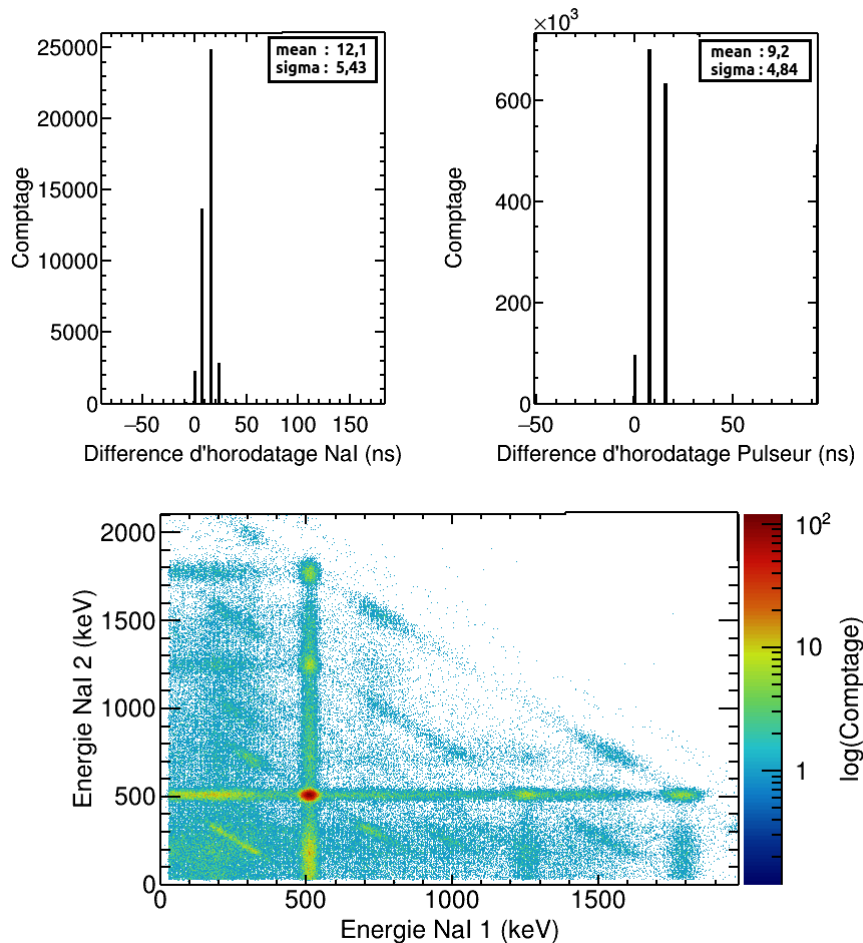 mean : 12,1
sigma : 5,43
25000
20000
15000
10000
5000
0
Comptage
−50 0 50 100 150
Difference d'horodatage NaI (ns)
×10³
mean : 9,2
sigma : 4,84
600
400
200
0
Comptage
−50 0 50
Difference d'horodatage Pulseur (ns)
2000
1500
1000
500
0
Energie NaI 2 (keV)
0 500 1000 1500
Energie NaI 1 (keV)
10²
10
1
log(Comptage)